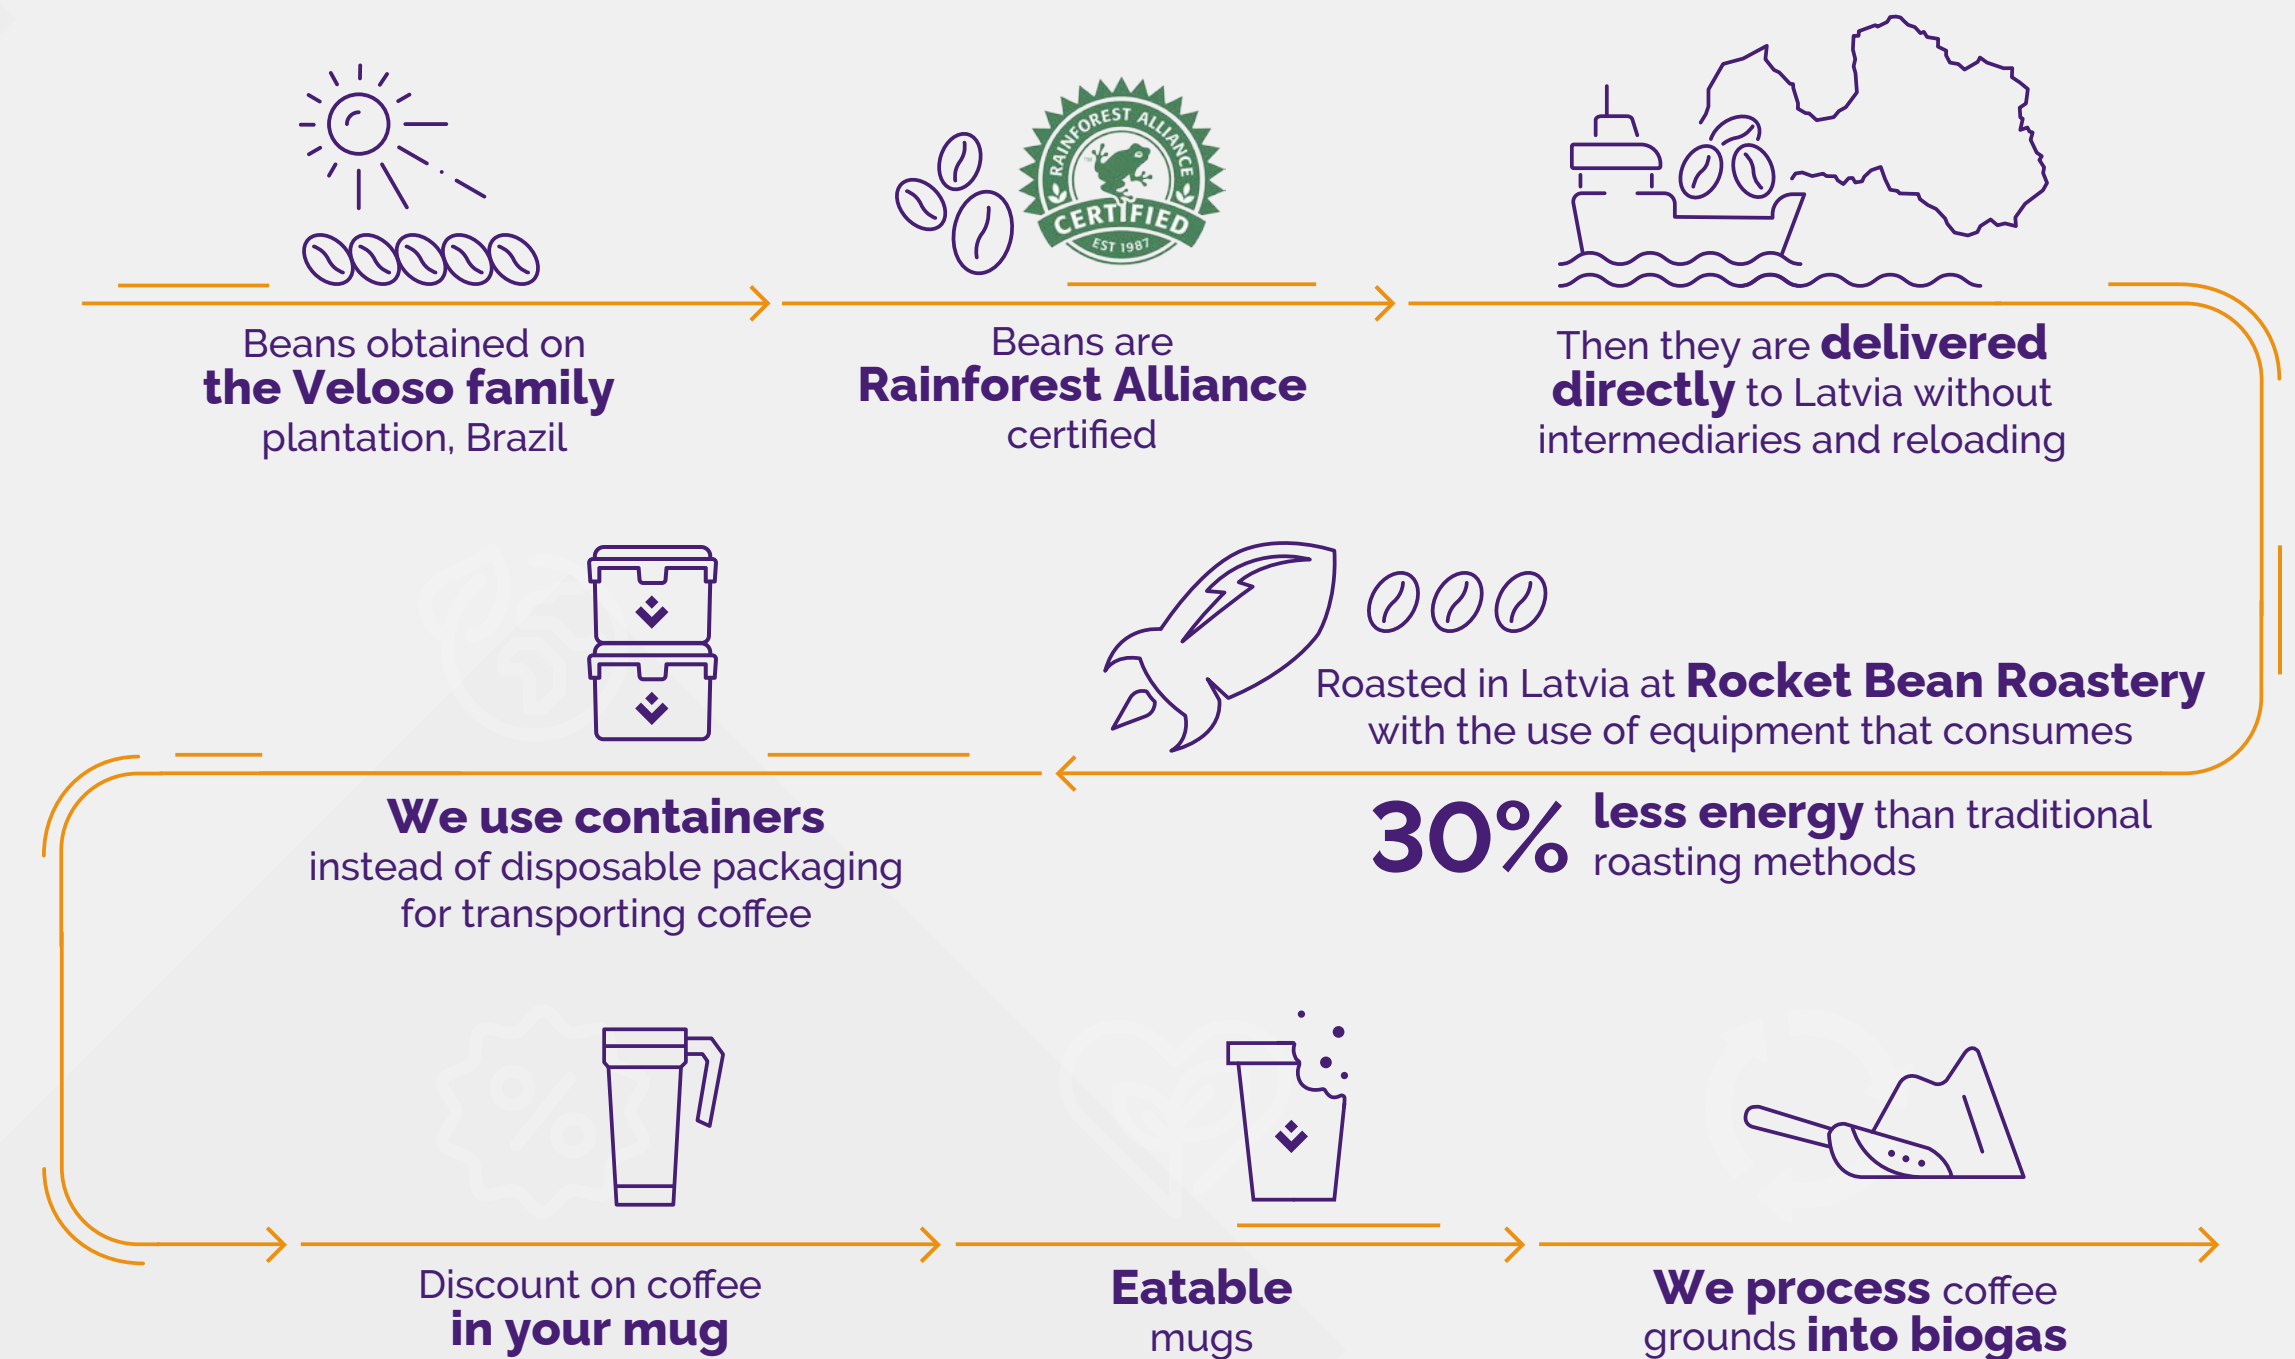 RAINFOREST ALLIANCE
TM
CERTIFIED
EST 1987
Beans obtained on
the Veloso family
plantation, Brazil
Beans are
Rainforest Alliance
certified
Then they are delivered
directly to Latvia without
intermediaries and reloading
Roasted in Latvia at Rocket Bean Roastery
with the use of equipment that consumes
30% less energy than traditional
roasting methods
We use containers
instead of disposable packaging
for transporting coffee
%
Discount on coffee
in your mug
Eatable
mugs
We process coffee
grounds into biogas